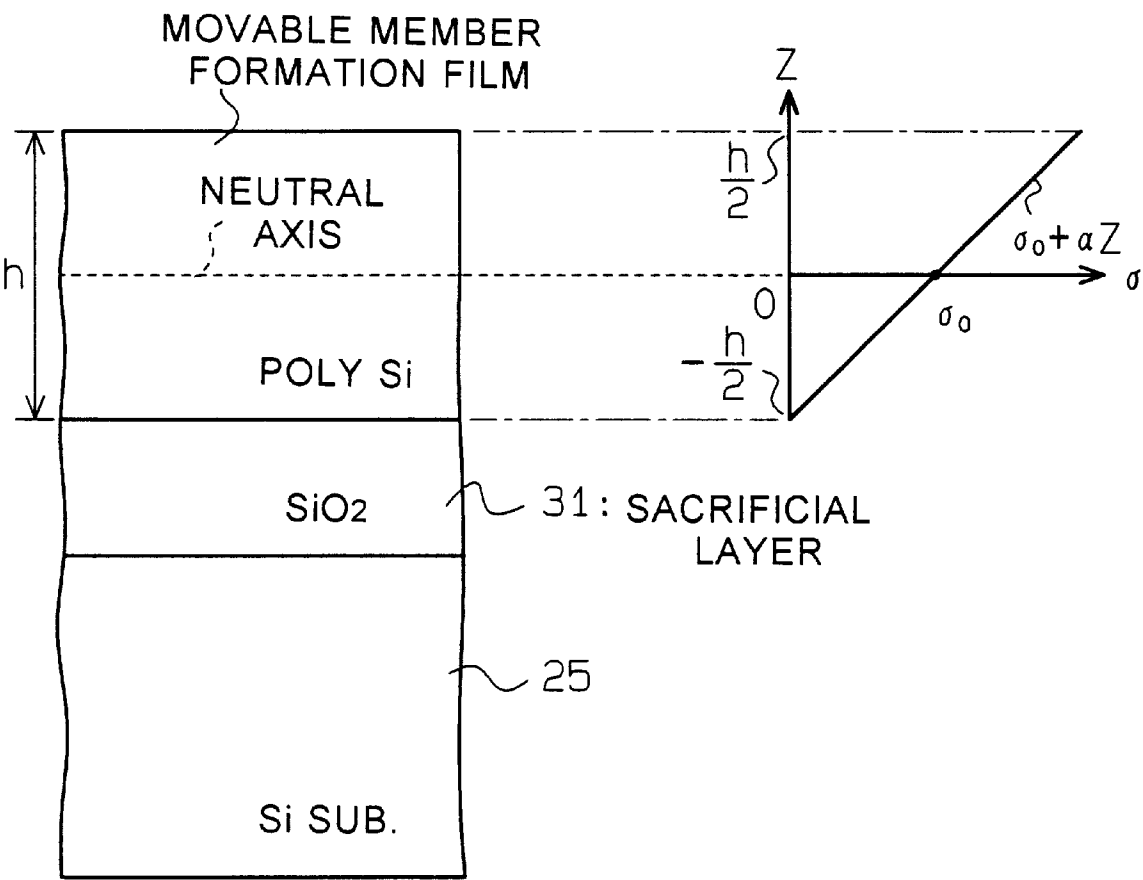 MOVABLE MEMBER
FORMATION FILM
Z
h/2
NEUTRAL
AXIS
σ₀+αZ
h
0
σ
σ₀
-h/2
POLY Si
SiO₂
31: SACRIFICIAL
LAYER
25
Si SUB.